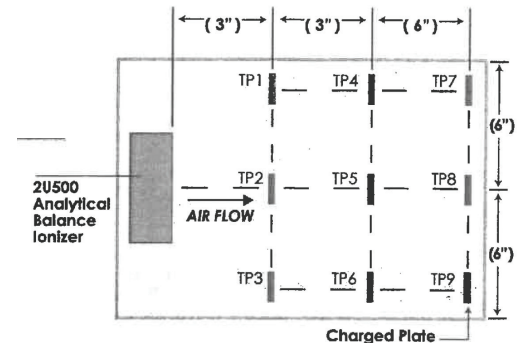 (3") (3") (6")
TP1 TP4 TP7
(6")
2U500
Analytical
Balance
Ionizer
TP2 TP5 TP8
AIR FLOW
(6")
TP3 TP6 TP9
Charged Plate